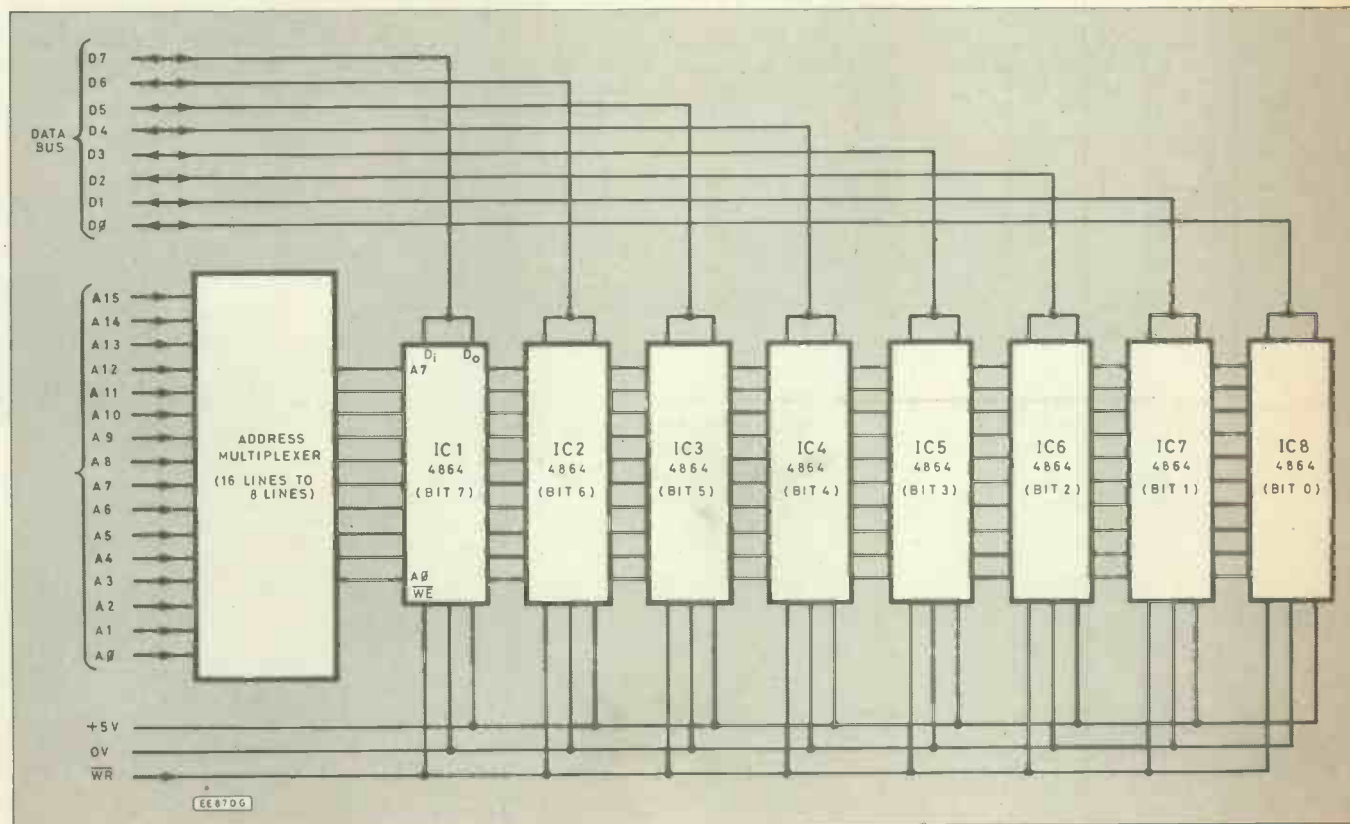 D7
D6
D5
D4
D3
D2
D1
DØ
DATA
BUS
A15
A14
A13
A12
A11
A10
A9
A8
A7
A6
A5
A4
A3
A2
A1
AØ
ADDRESS
MULTIPLEXER
(16 LINES TO
8 LINES)
Di Do
A7
IC1
4864
(BIT 7)
AØ
WE
IC2
4864
(BIT 6)
IC3
4864
(BIT 5)
IC4
4864
(BIT 4)
IC5
4864
(BIT 3)
IC6
4864
(BIT 2)
IC7
4864
(BIT 1)
IC8
4864
(BIT 0)
+5V
0V
WR
EE870G